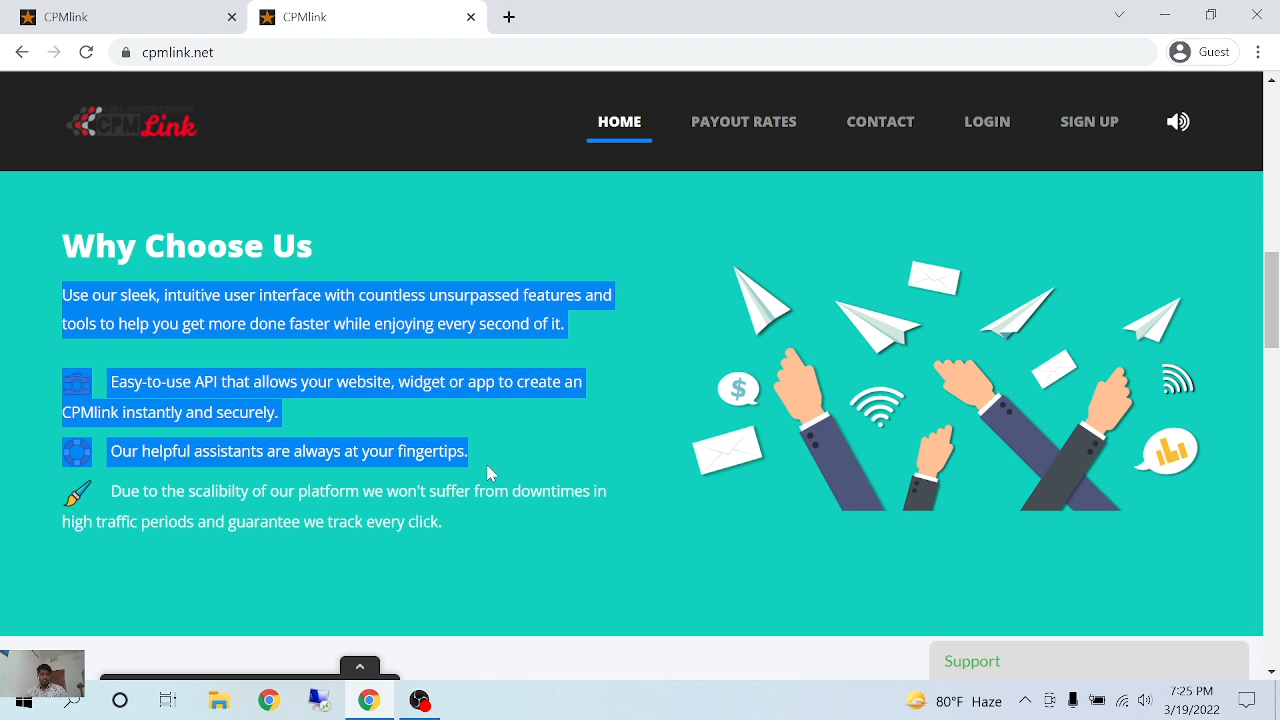 CPMlink
CPMlink
cpmlink.net
Guest
CPM Link
HOME
PAYOUT RATES
CONTACT
LOGIN
SIGN UP
Why Choose Us
Use our sleek, intuitive user interface with countless unsurpassed features and
tools to help you get more done faster while enjoying every second of it.
Easy-to-use API that allows your website, widget or app to create an
CPMlink instantly and securely.
Our helpful assistants are always at your fingertips.
Due to the scalibilty of our platform we won't suffer from downtimes in
high traffic periods and guarantee we track every click.
$
Support
80°F Haze
7:25 PM
3/19/2022